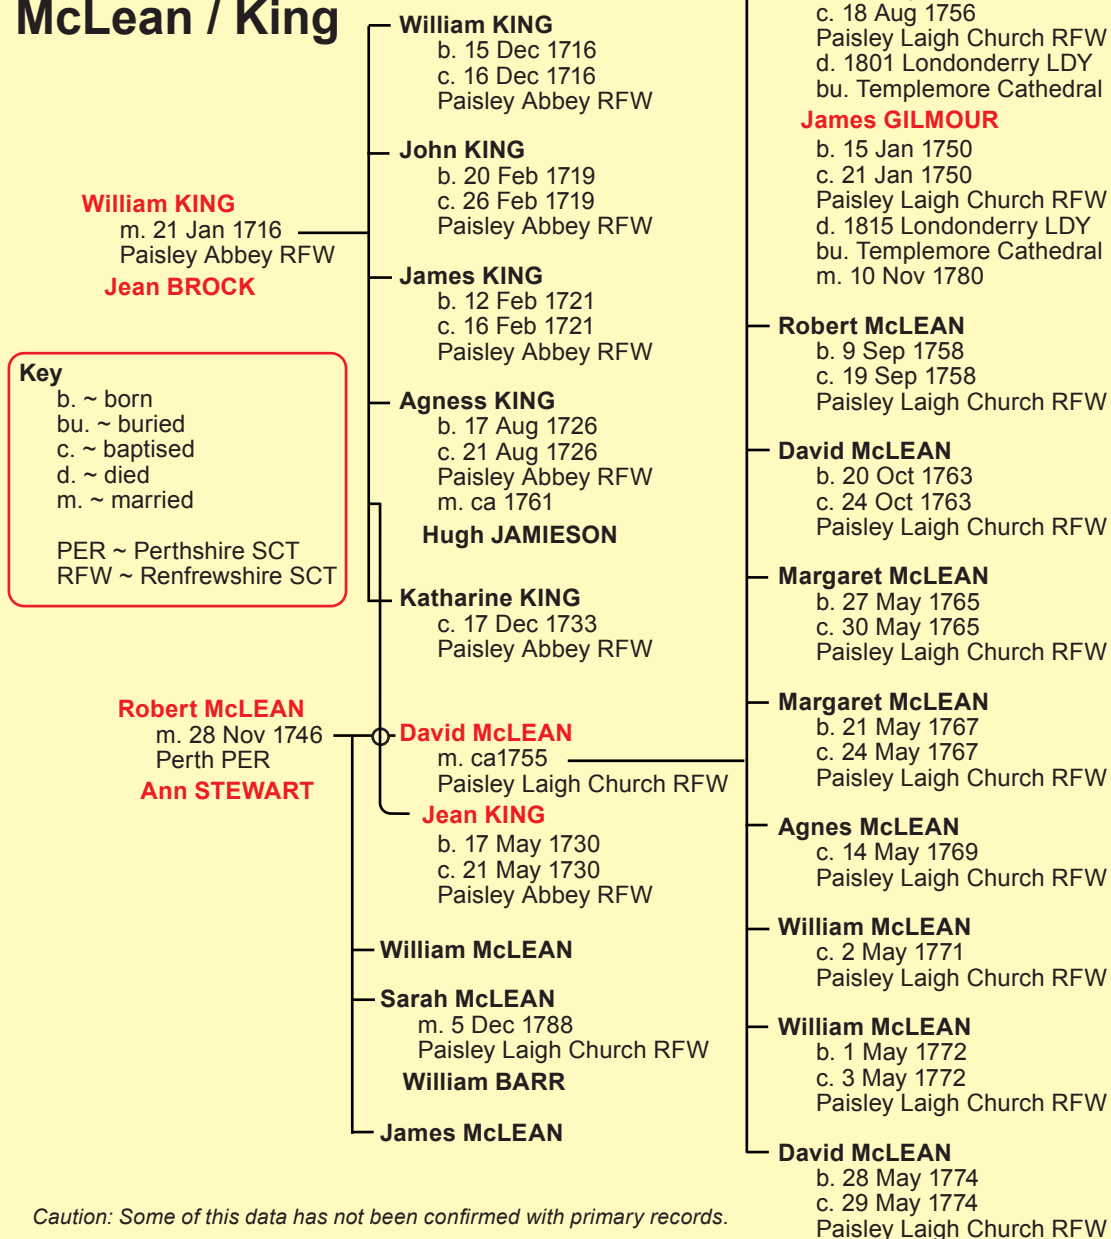 McLean / King
William KING
m. 21 Jan 1716
Paisley Abbey RFW
Jean BROCK
Key
b. ~ born
bu. ~ buried
c. ~ baptised
d. ~ died
m. ~ married
PER ~ Perthshire SCT
RFW ~ Renfrewshire SCT
Robert McLEAN
m. 28 Nov 1746
Perth PER
Ann STEWART
William KING
b. 15 Dec 1716
c. 16 Dec 1716
Paisley Abbey RFW
John KING
b. 20 Feb 1719
c. 26 Feb 1719
Paisley Abbey RFW
James KING
b. 12 Feb 1721
c. 16 Feb 1721
Paisley Abbey RFW
Agness KING
b. 17 Aug 1726
c. 21 Aug 1726
Paisley Abbey RFW
m. ca 1761
Hugh JAMIESON
Katharine KING
c. 17 Dec 1733
Paisley Abbey RFW
David McLEAN
m. ca1755
Paisley Laigh Church RFW
Jean KING
b. 17 May 1730
c. 21 May 1730
Paisley Abbey RFW
William McLEAN
Sarah McLEAN
m. 5 Dec 1788
Paisley Laigh Church RFW
William BARR
James McLEAN
c. 18 Aug 1756
Paisley Laigh Church RFW
d. 1801 Londonderry LDY
bu. Templemore Cathedral
James GILMOUR
b. 15 Jan 1750
c. 21 Jan 1750
Paisley Laigh Church RFW
d. 1815 Londonderry LDY
bu. Templemore Cathedral
m. 10 Nov 1780
Robert McLEAN
b. 9 Sep 1758
c. 19 Sep 1758
Paisley Laigh Church RFW
David McLEAN
b. 20 Oct 1763
c. 24 Oct 1763
Paisley Laigh Church RFW
Margaret McLEAN
b. 27 May 1765
c. 30 May 1765
Paisley Laigh Church RFW
Margaret McLEAN
b. 21 May 1767
c. 24 May 1767
Paisley Laigh Church RFW
Agnes McLEAN
c. 14 May 1769
Paisley Laigh Church RFW
William McLEAN
c. 2 May 1771
Paisley Laigh Church RFW
William McLEAN
b. 1 May 1772
c. 3 May 1772
Paisley Laigh Church RFW
David McLEAN
b. 28 May 1774
c. 29 May 1774
Paisley Laigh Church RFW
Caution: Some of this data has not been confirmed with primary records.